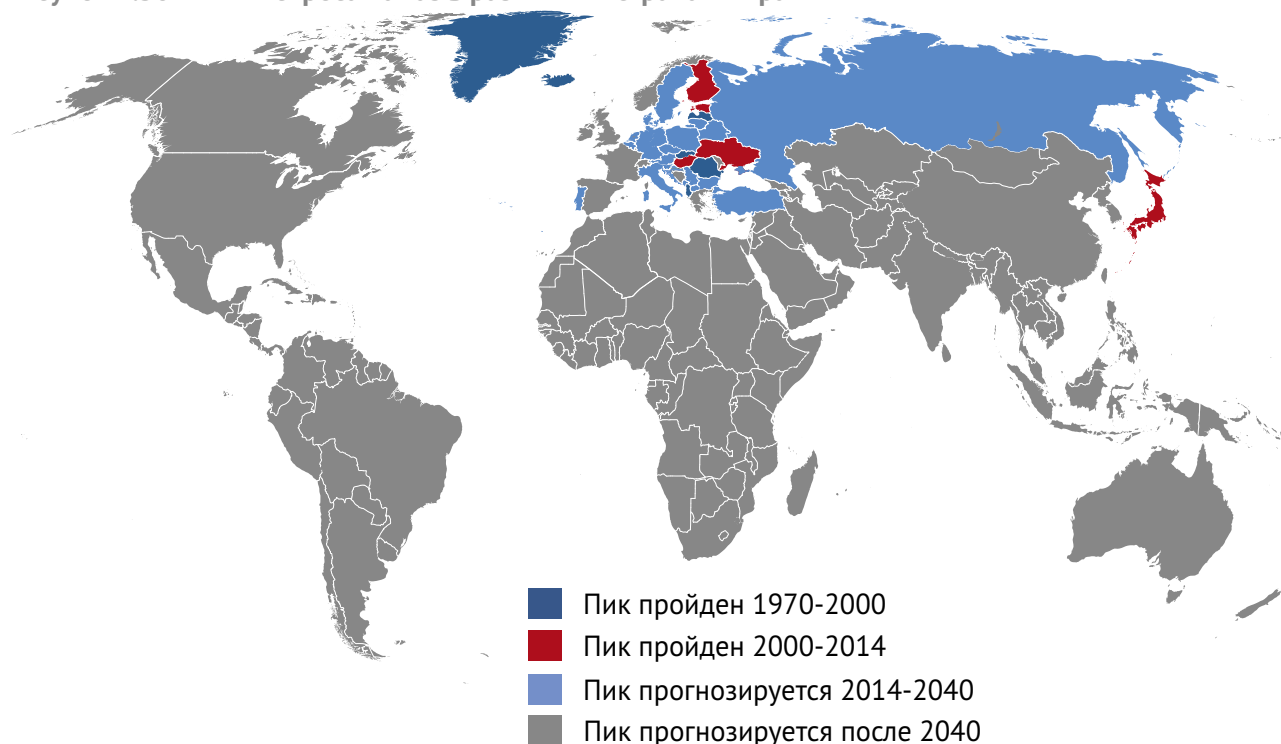 Пик пройден 1970-2000
Пик пройден 2000-2014
Пик прогнозируется 2014-2040
Пик прогнозируется после 2040